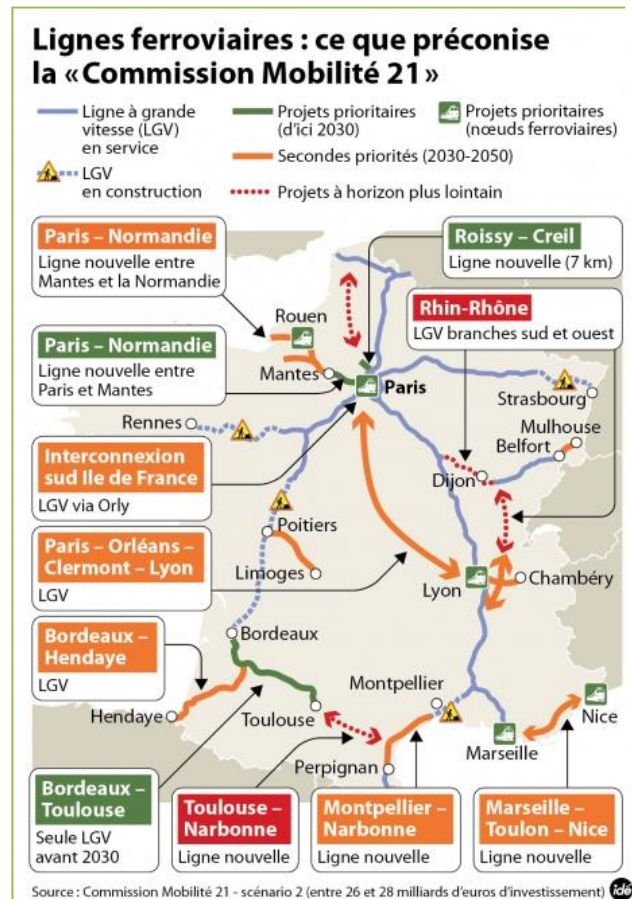 Lignes ferroviaires : ce que préconise
la « Commission Mobilité 21 »
Ligne à grande
vitesse (LGV)
en service
LGV
en construction
Projets prioritaires
(d'ici 2030)
Projets prioritaires
(nœuds ferroviaires)
Secondes priorités (2030-2050)
Projets à horizon plus lointain
Paris – Normandie
Ligne nouvelle entre
Mantes et la Normandie
Roissy – Creil
Ligne nouvelle (7 km)
Rhin-Rhône
LGV branches sud et ouest
Paris – Normandie
Ligne nouvelle entre
Paris et Mantes
Rouen
Mantes
Paris
Strasbourg
Rennes
Mulhouse
Belfort
Dijon
Interconnexion
sud Ile de France
LGV via Orly
Poitiers
Limoges
Paris – Orléans –
Clermont – Lyon
LGV
Lyon
Chambéry
Bordeaux
Bordeaux –
Hendaye
LGV
Hendaye
Toulouse
Montpellier
Nice
Marseille
Perpignan
Bordeaux –
Toulouse
Seule LGV
avant 2030
Toulouse –
Narbonne
Ligne nouvelle
Montpellier –
Narbonne
Ligne nouvelle
Marseille –
Toulon – Nice
Ligne nouvelle
Source : Commission Mobilité 21 - scénario 2 (entre 26 et 28 milliards d'euros d'investissement) idé